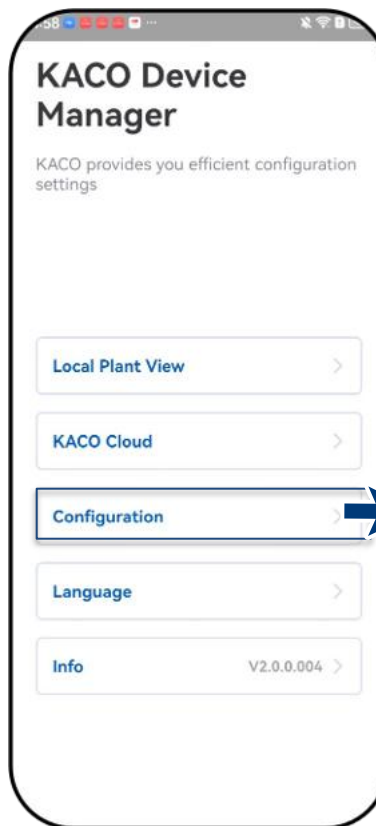 :58
KACO Device
Manager
KACO provides you efficient configuration
settings
Local Plant View
KACO Cloud
Configuration
Language
Info V2.0.0.004